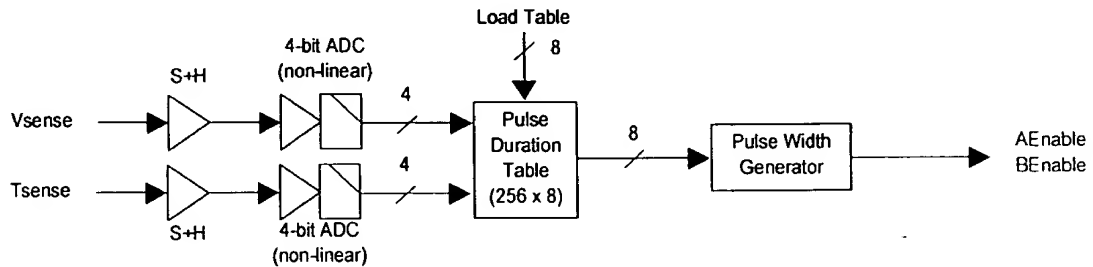 Load Table
8
4-bit ADC
(non-linear)
S+H
4
Vsense
Pulse
Duration
Table
(256 x 8)
8
Pulse Width
Generator
AEnable
BEnable
Tsense
4
S+H
4-bit ADC
(non-linear)